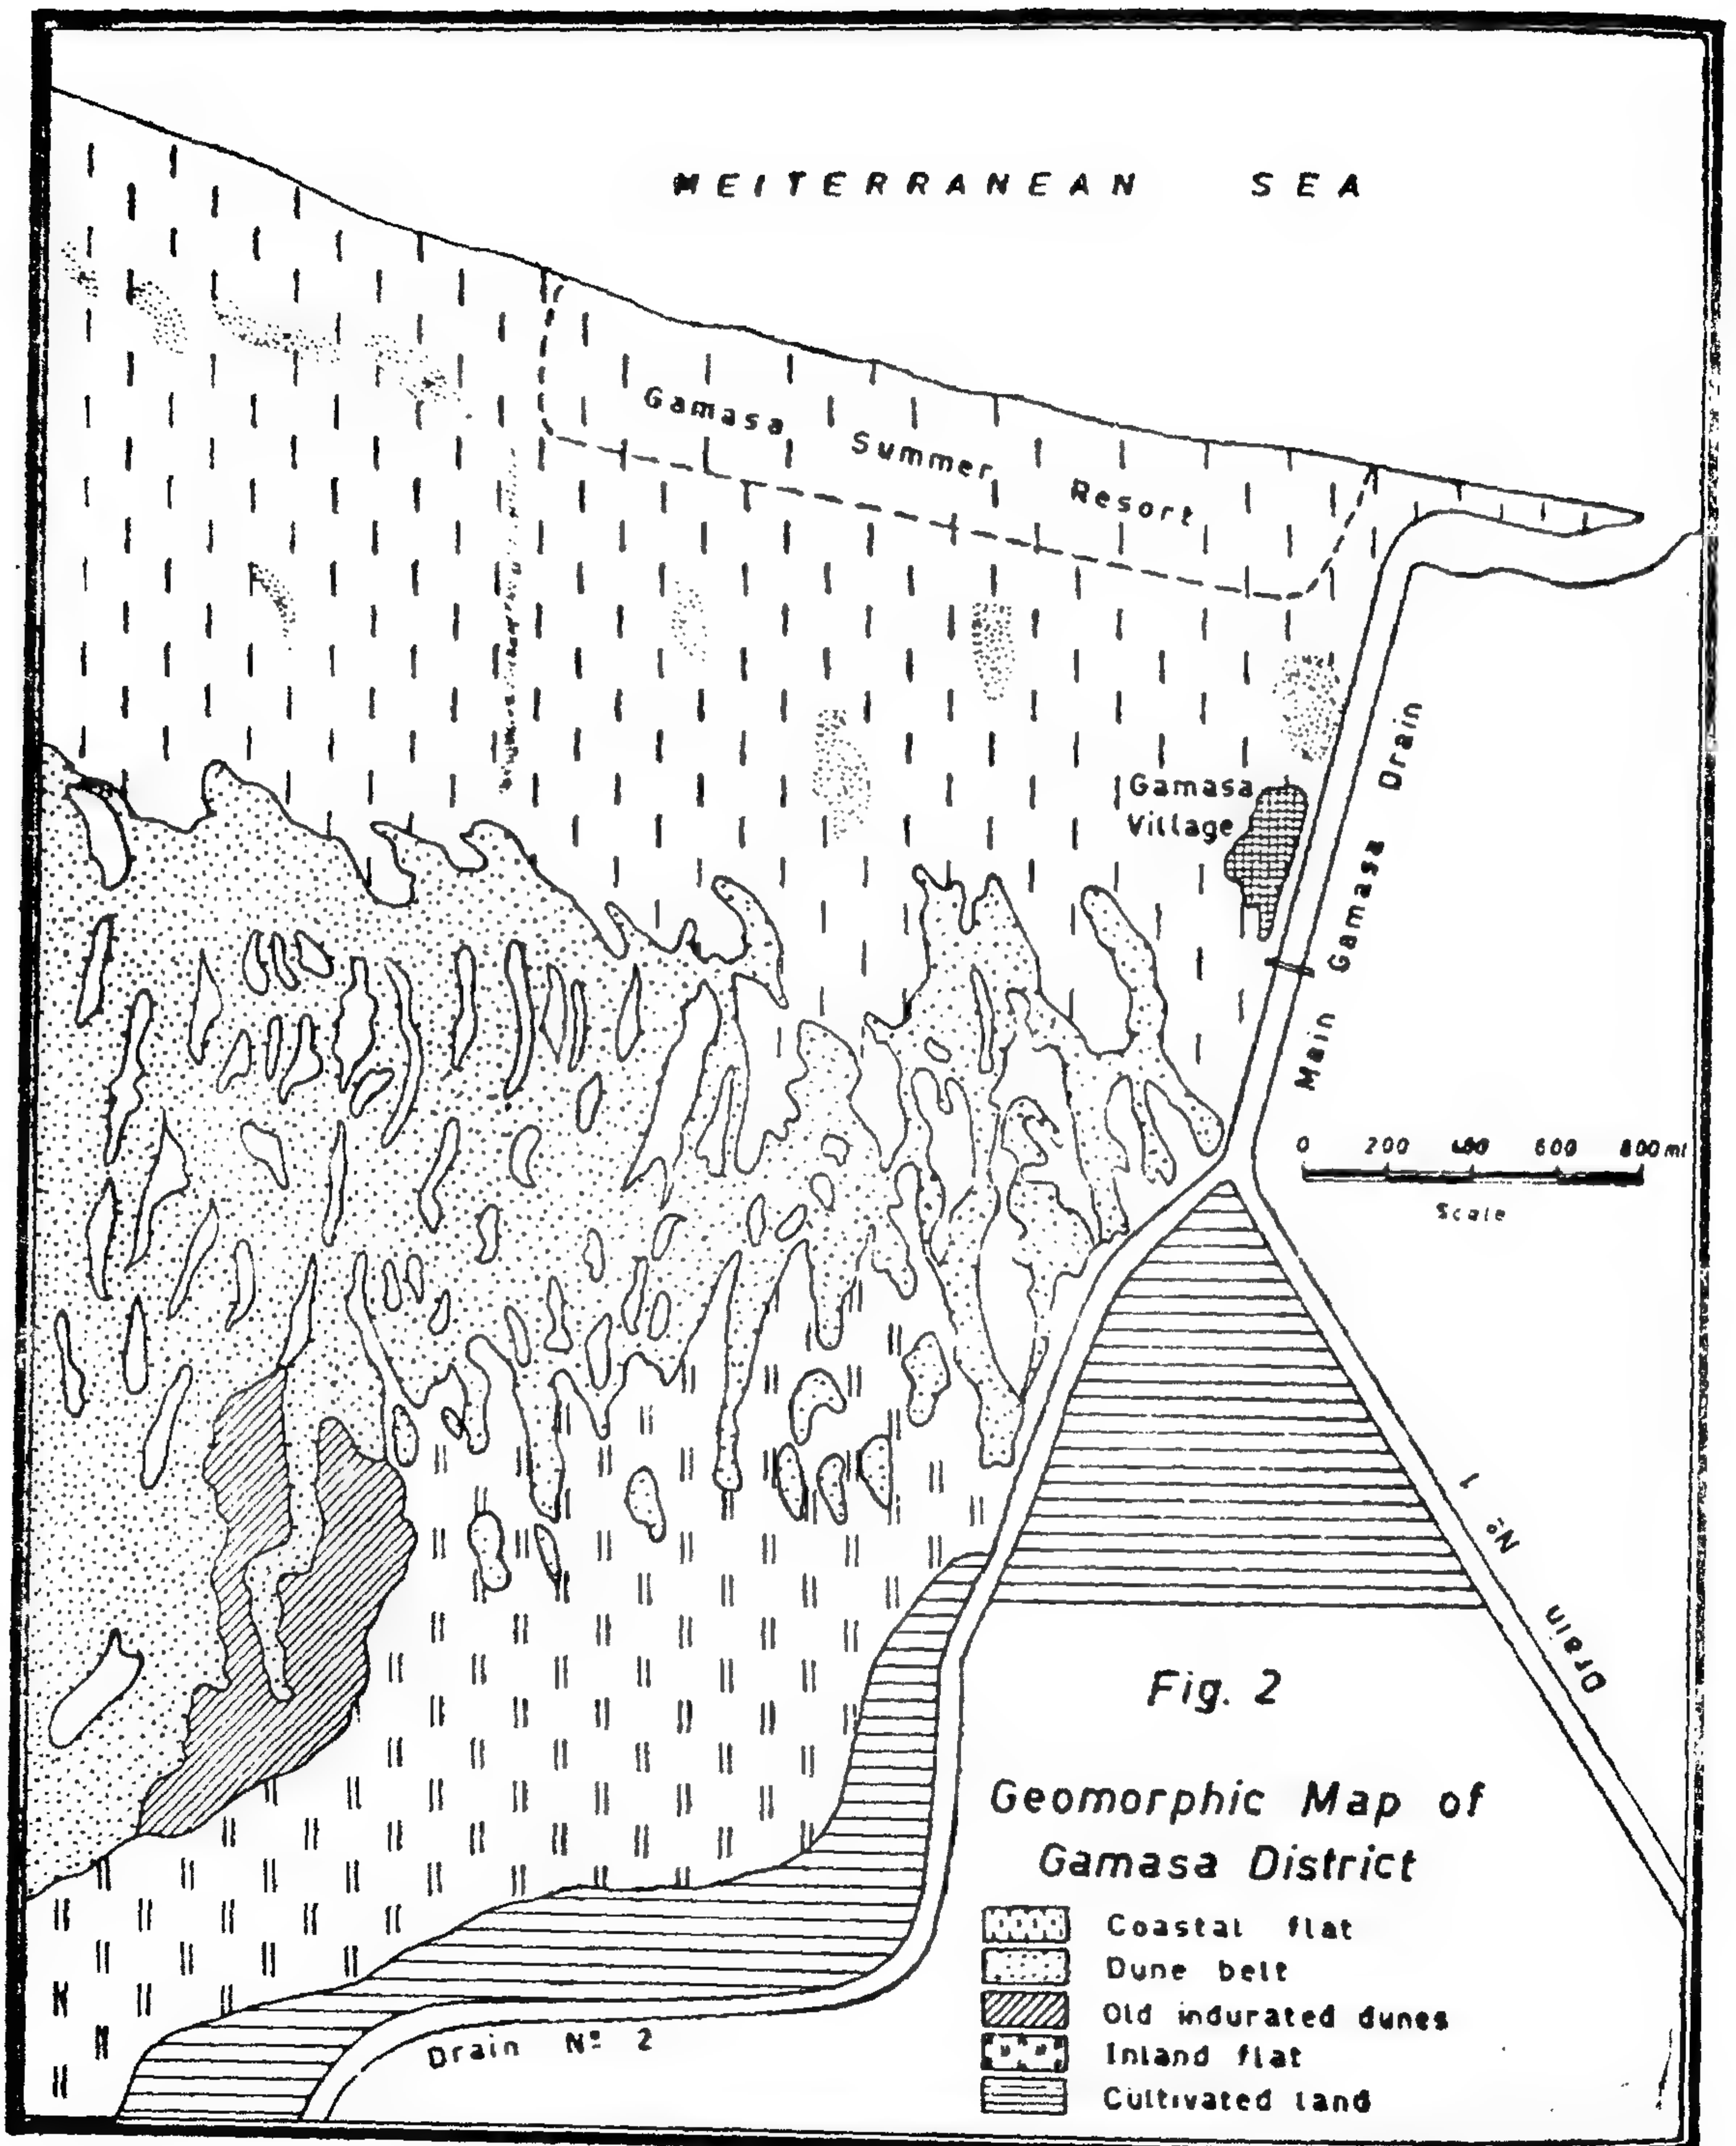 MEITERRANEAN SEA
Gamasa Summer Resort
Gamasa
Village
Main Gamasa Drain
0 200 400 600 800 mt
Scale
Drain Nº 1
Fig. 2
Geomorphic Map of
Gamasa District
Coastal flat
Dune belt
Old indurated dunes
Inland flat
Cultivated land
Drain Nº 2